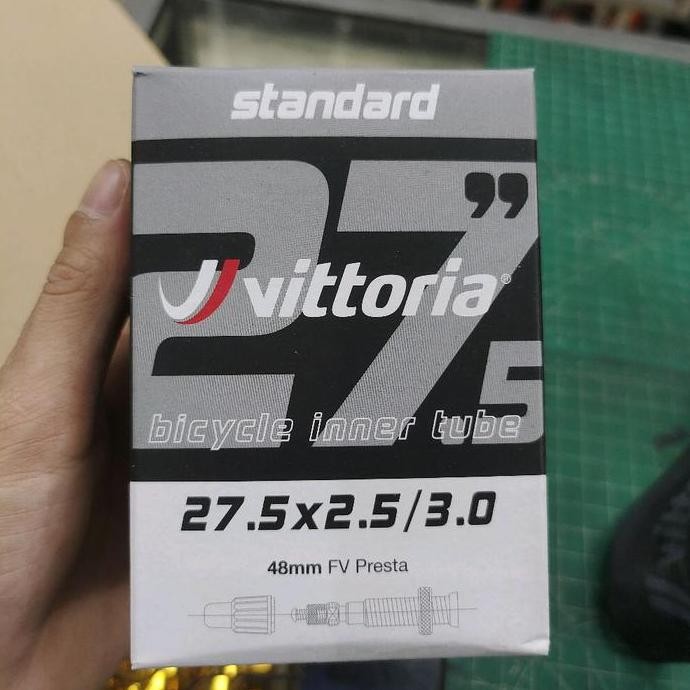 standard
27.5”
vittoria®
bicycle inner tube
27.5x2.5/3.0
48mm FV Presta